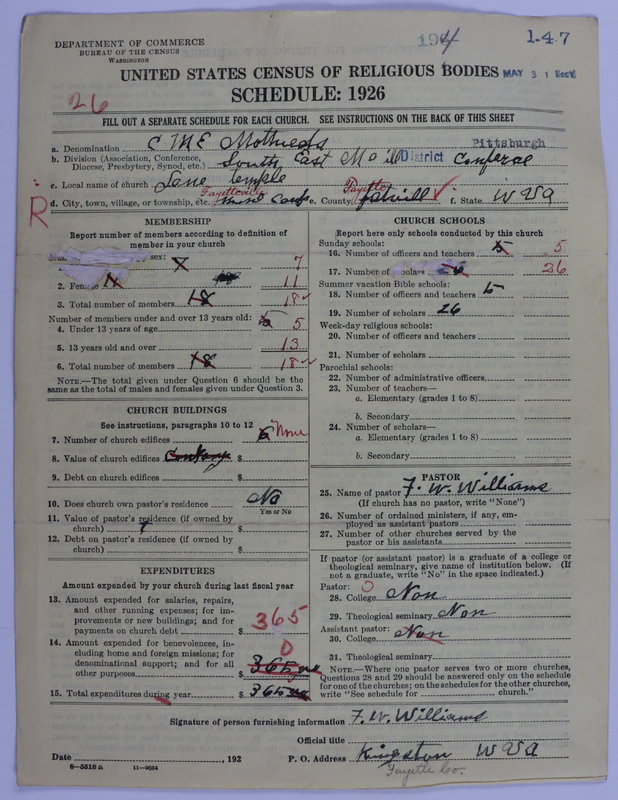 DEPARTMENT OF COMMERCE
BUREAU OF THE CENSUS
WASHINGTON
194
1-4-7
UNITED STATES CENSUS OF RELIGIOUS BODIES
MAY 31 Rec'd
SCHEDULE: 1926
26
FILL OUT A SEPARATE SCHEDULE FOR EACH CHURCH. SEE INSTRUCTIONS ON THE BACK OF THIS SHEET
a. Denomination C M E
b. Division (Association, Conference, Diocese, Presbytery, Synod, etc.) South East District Pittsburgh
c. Local name of church Lane Temple
d. City, town, village, or township, etc. Fayetteville e. County Fayette f. State W Va
R
MEMBERSHIP
Report number of members according to definition of
member in your church
sex:
7
2. Fema 11 11
3. Total number of members 18 18
Number of members under and over 13 years old:
4. Under 13 years of age 5 5
5. 13 years old and over 13
6. Total number of members 18 18
NOTE.—The total given under Question 6 should be the
same as the total of males and females given under Question 3.
CHURCH BUILDINGS
See instructions, paragraphs 10 to 12
7. Number of church edifices None
8. Value of church edifices $
9. Debt on church edifices $
10. Does church own pastor's residence No
Yes or No
11. Value of pastor's residence (if owned by
church) $
12. Debt on pastor's residence (if owned by
church) $
EXPENDITURES
Amount expended by your church during last fiscal year
13. Amount expended for salaries, repairs,
and other running expenses; for im-
provements or new buildings; and for
payments on church debt $ 365
14. Amount expended for benevolences, in-
cluding home and foreign missions; for
denominational support; and for all
other purposes $ 365 0
15. Total expenditures during year $ 365
CHURCH SCHOOLS
Report here only schools conducted by this church
Sunday schools:
16. Number of officers and teachers 5 5
17. Number of scholars 26
Summer vacation Bible schools:
18. Number of officers and teachers 5
19. Number of scholars 26
Week-day religious schools:
20. Number of officers and teachers
21. Number of scholars
Parochial schools:
22. Number of administrative officers
23. Number of teachers—
a. Elementary (grades 1 to 8)
b. Secondary
24. Number of scholars—
a. Elementary (grades 1 to 8)
b. Secondary
PASTOR
25. Name of pastor F. W. Williams
(If church has no pastor, write "None")
26. Number of ordained ministers, if any, em-
ployed as assistant pastors
27. Number of other churches served by the
pastor or his assistants
If pastor (or assistant pastor) is a graduate of a college or
theological seminary, give name of institution below. (If
not a graduate, write "No" in the space indicated.)
Pastor: 0
28. College Non
29. Theological seminary Non
Assistant pastor:
30. College Non
31. Theological seminary
NOTE.—Where one pastor serves two or more churches,
Questions 28 and 29 should be answered only on the schedule
for one of the churches; on the schedules for the other churches,
write "See schedule for church."
Signature of person furnishing information F. W. Williams
Official title
Date , 192 P. O. Address Kingston W Va
Fayette Co.
8—5518 a 11—9034